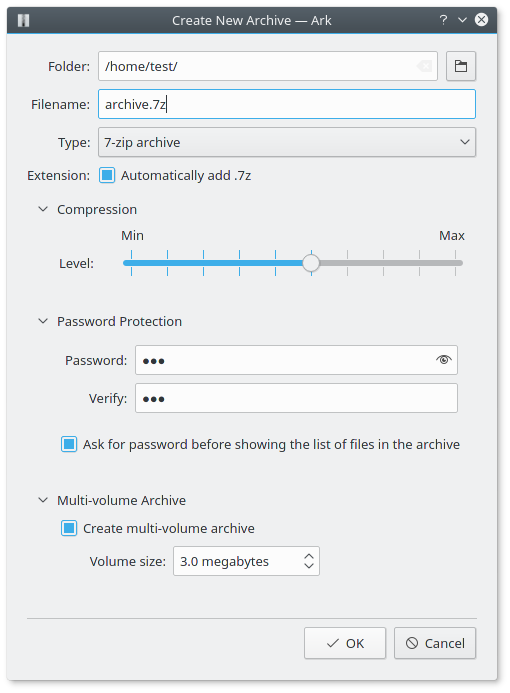 Create New Archive — Ark ?
Folder: /home/test/
Filename: archive.7z
Type: 7-zip archive
Extension: Automatically add .7z
Compression
Min Max
Level:
Password Protection
Password: ●●●
Verify: ●●●
Ask for password before showing the list of files in the archive
Multi-volume Archive
Create multi-volume archive
Volume size: 3.0 megabytes
OK Cancel